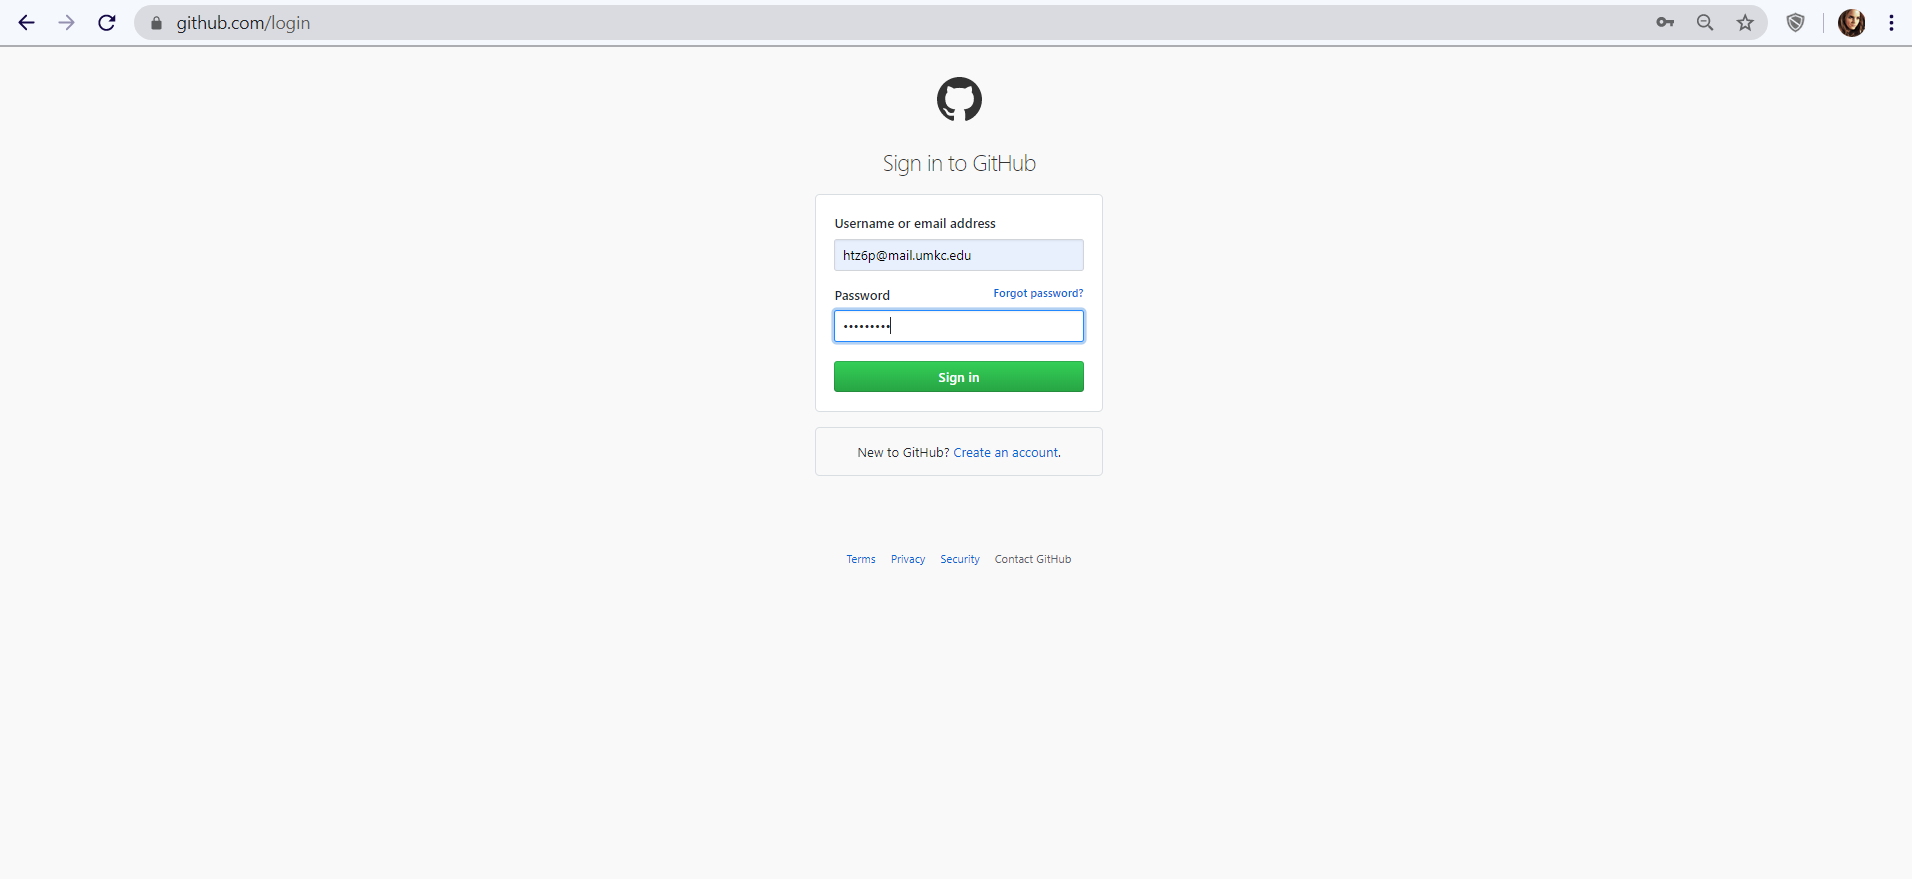 github.com/login
Sign in to GitHub
Username or email address
htz6p@mail.umkc.edu
Password Forgot password?
•••••••••
Sign in
New to GitHub? Create an account.
Terms Privacy Security Contact GitHub